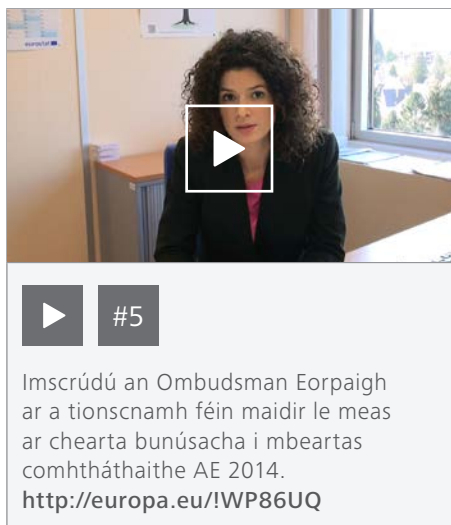 eurostat
#5
Imscrúdú an Ombudsman Eorpaigh
ar a tionscnamh féin maidir le meas
ar chearta bunúsacha i mbeartas
comhtháthaithe AE 2014.
http://europa.eu/!WP86UQ